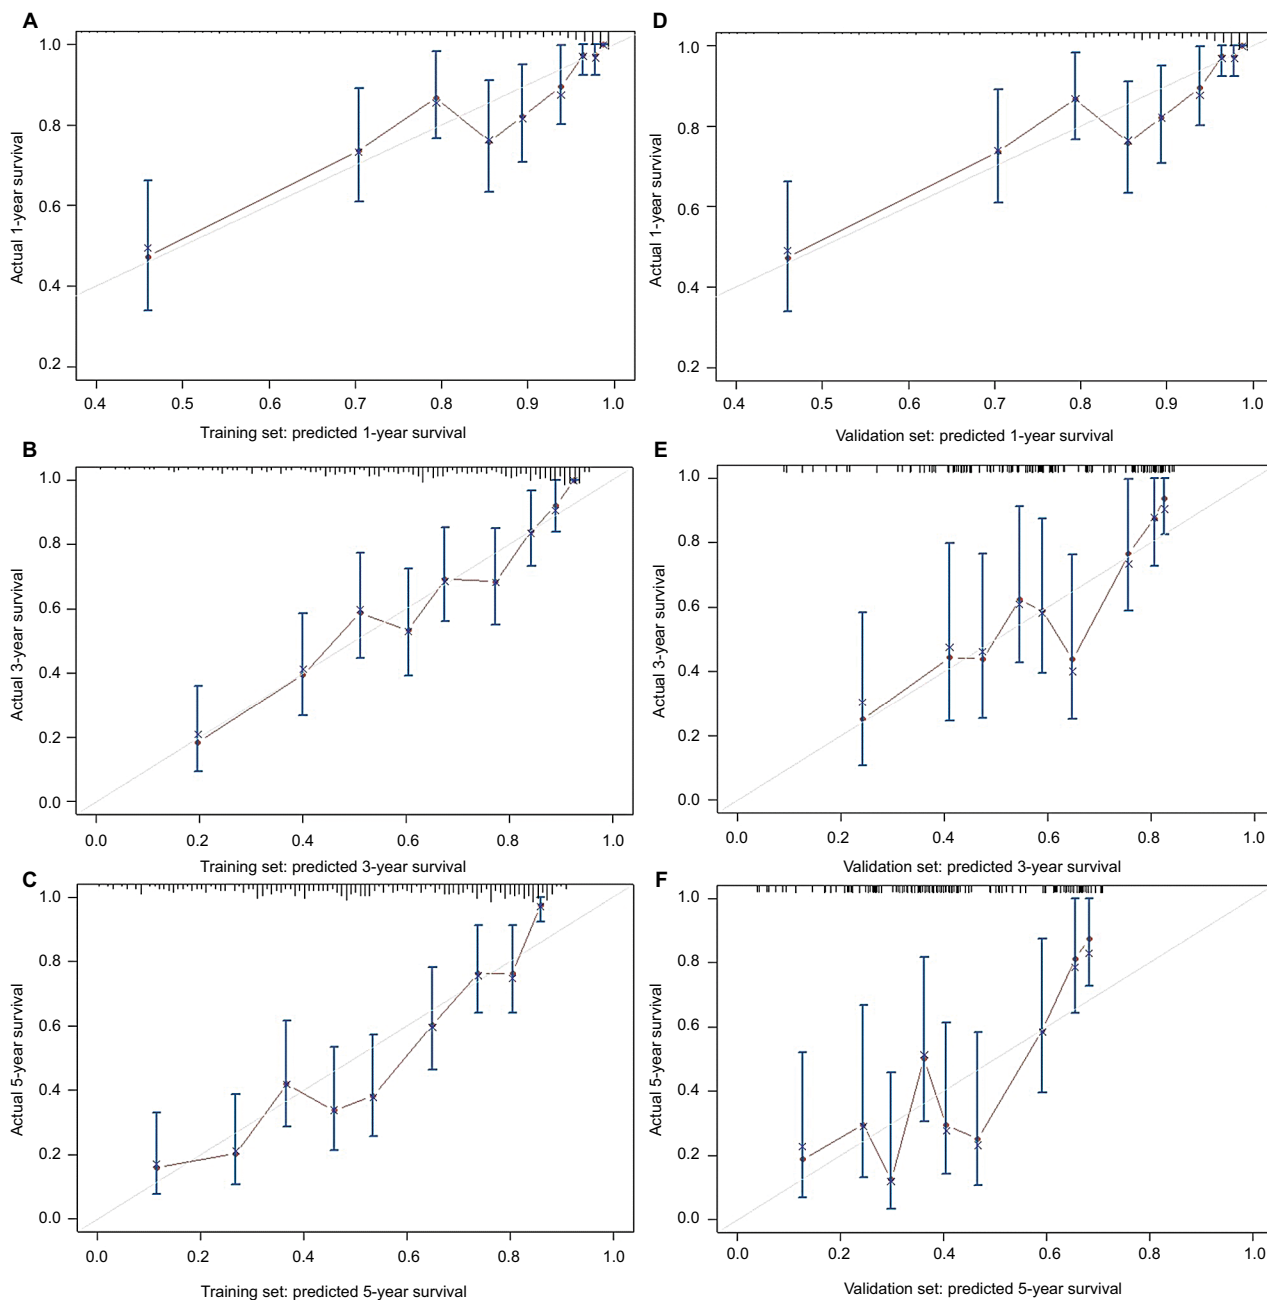 A
1.0
0.8
0.6
0.4
0.2
Actual 1-year survival
0.4 0.5 0.6 0.7 0.8 0.9 1.0
Training set: predicted 1-year survival
D
1.0
0.8
0.6
0.4
0.2
Actual 1-year survival
0.4 0.5 0.6 0.7 0.8 0.9 1.0
Validation set: predicted 1-year survival
B
1.0
0.8
0.6
0.4
0.2
0.0
Actual 3-year survival
0.0 0.2 0.4 0.6 0.8 1.0
Training set: predicted 3-year survival
E
1.0
0.8
0.6
0.4
0.2
0.0
Actual 3-year survival
0.0 0.2 0.4 0.6 0.8 1.0
Validation set: predicted 3-year survival
C
1.0
0.8
0.6
0.4
0.2
0.0
Actual 5-year survival
0.0 0.2 0.4 0.6 0.8 1.0
Training set: predicted 5-year survival
F
1.0
0.8
0.6
0.4
0.2
0.0
Actual 5-year survival
0.0 0.2 0.4 0.6 0.8 1.0
Validation set: predicted 5-year survival